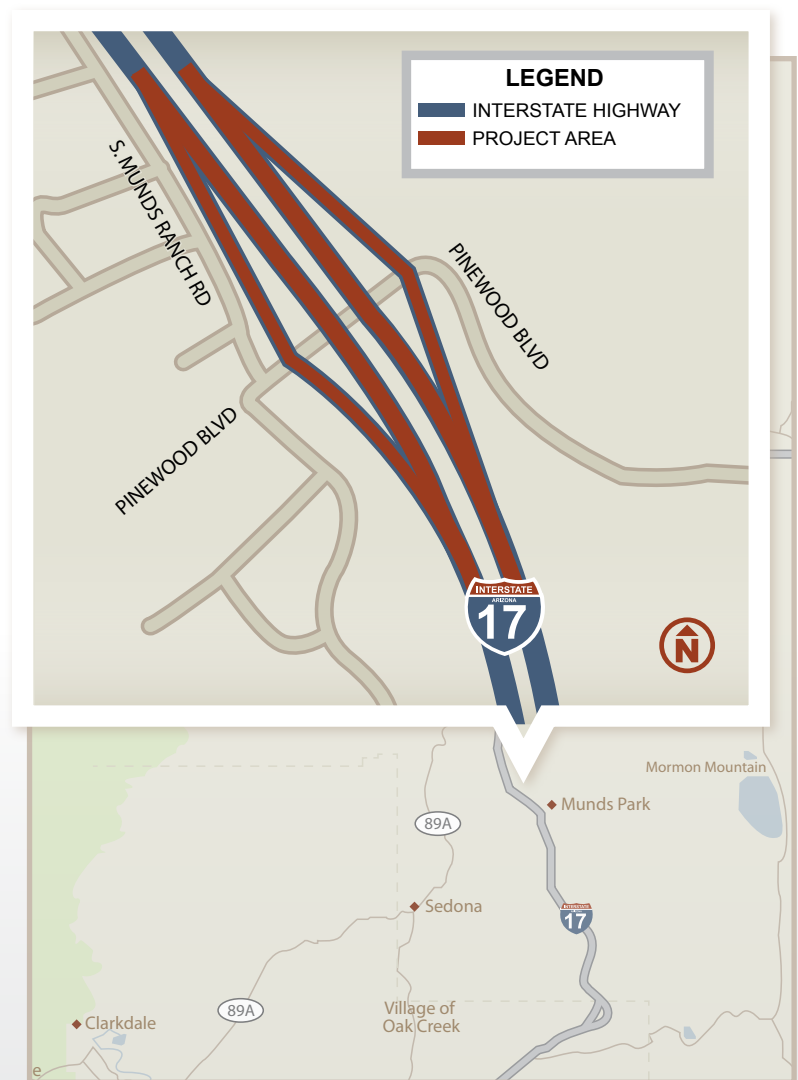 LEGEND
INTERSTATE HIGHWAY
PROJECT AREA
S. MUNDS RANCH RD
PINEWOOD BLVD
PINEWOOD BLVD
INTERSTATE
ARIZONA
17
N
Mormon Mountain
Munds Park
89A
Sedona
INTERSTATE
17
89A
Village of
Oak Creek
Clarkdale
e